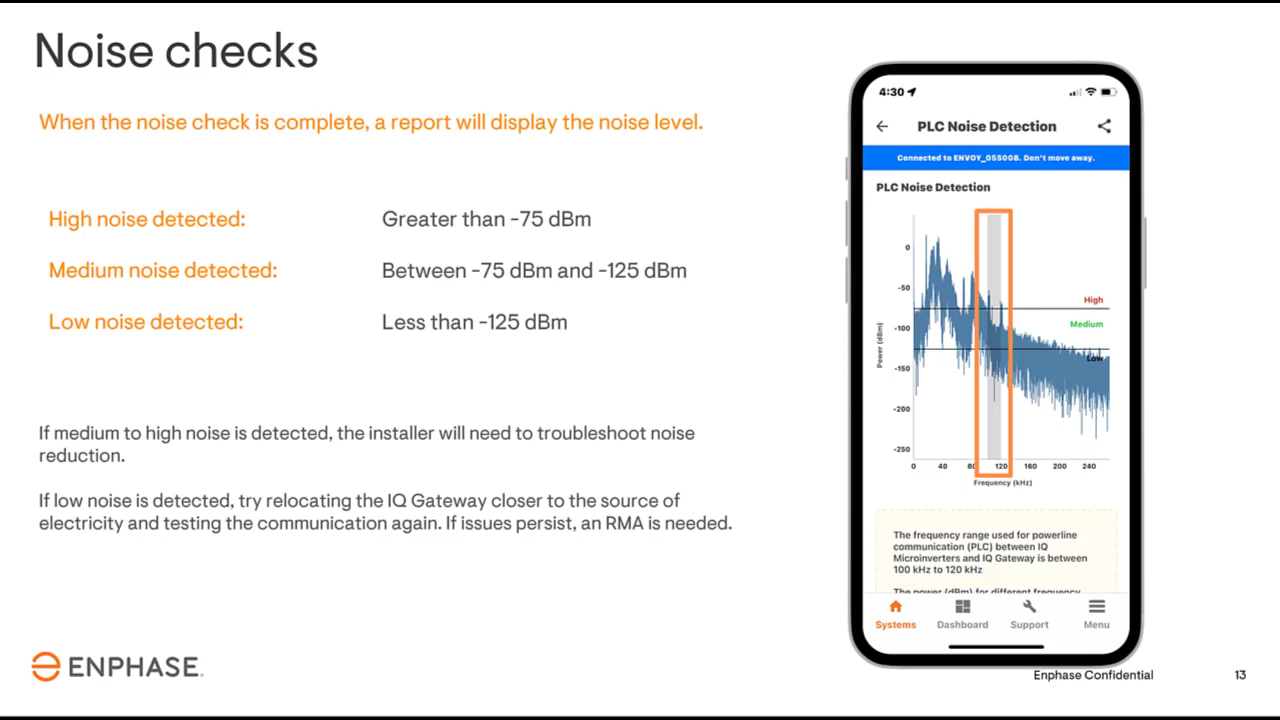 Noise checks
When the noise check is complete, a report will display the noise level.
High noise detected: Greater than -75 dBm
Medium noise detected: Between -75 dBm and -125 dBm
Low noise detected: Less than -125 dBm
If medium to high noise is detected, the installer will need to troubleshoot noise
reduction.
If low noise is detected, try relocating the IQ Gateway closer to the source of
electricity and testing the communication again. If issues persist, an RMA is needed.
ENPHASE.
4:30
PLC Noise Detection
Connected to ENVOY_055008. Don't move away.
PLC Noise Detection
0
-50
-100
-150
-200
-250
Power (dBm)
High
Medium
Low
0 40 80 120 160 200 240
Frequency (kHz)
The frequency range used for powerline
communication (PLC) between IQ
Microinverters and IQ Gateway is between
100 kHz to 120 kHz
The power (dBm) for different frequency
Systems Dashboard Support Menu
Enphase Confidential 13